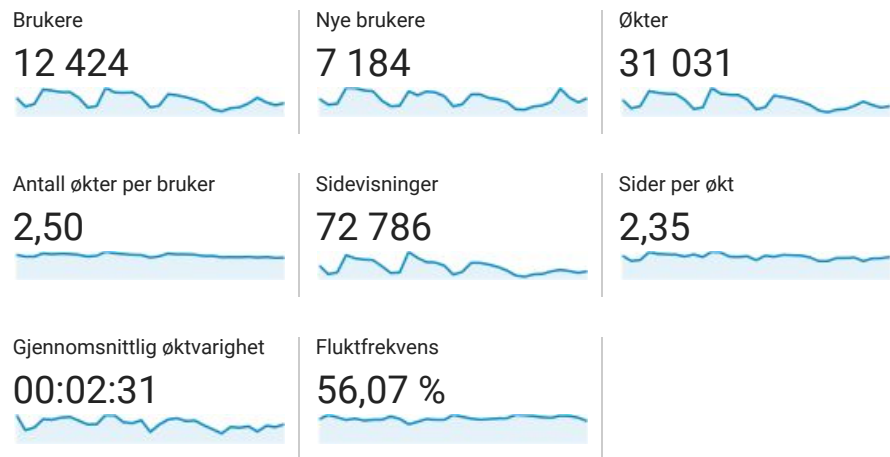 Brukere
12 424
Nye brukere
7 184
Økter
31 031
Antall økter per bruker
2,50
Sidevisninger
72 786
Sider per økt
2,35
Gjennomsnittlig øktvarighet
00:02:31
Fluktfrekvens
56,07 %